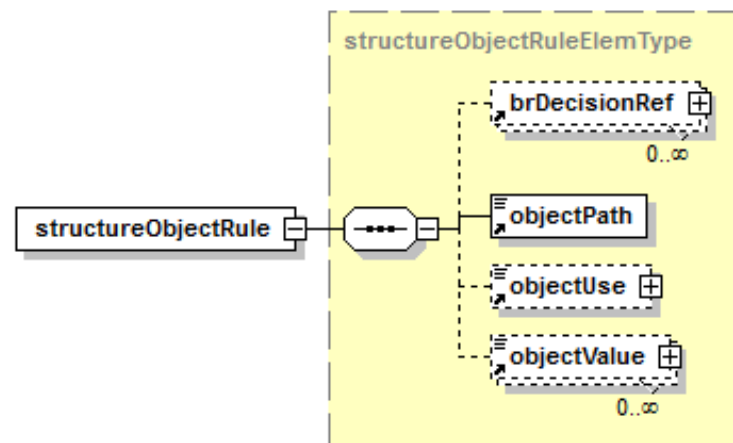 structureObjectRuleElemType
brDecisionRef
0..∞
structureObjectRule
objectPath
objectUse
objectValue
0..∞